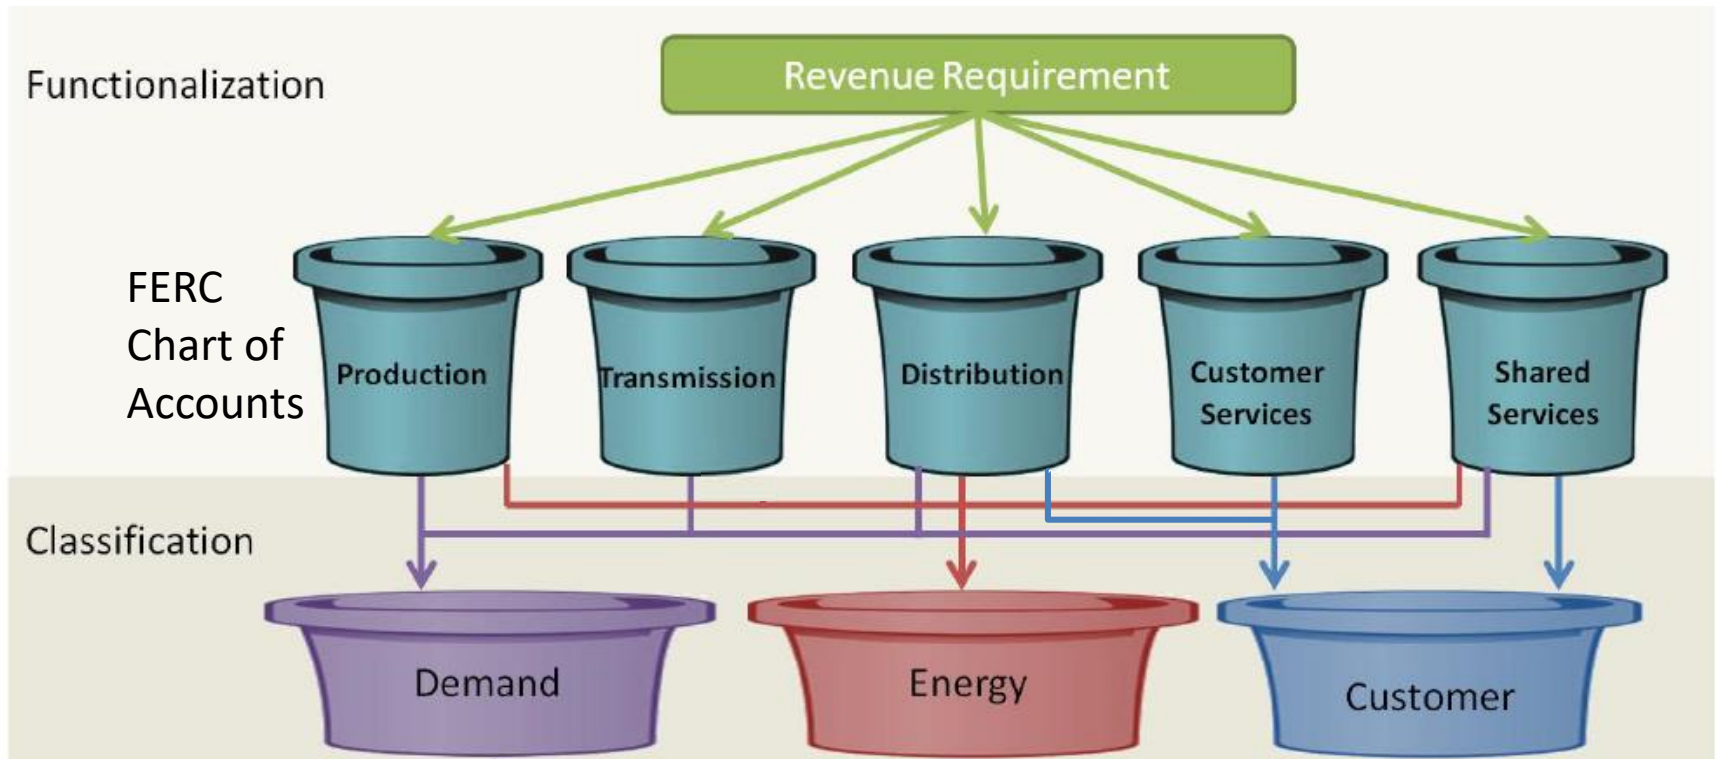 Functionalization
Revenue Requirement
FERC
Chart of
Accounts
Production
Transmission
Distribution
Customer
Services
Shared
Services
Classification
Demand
Energy
Customer